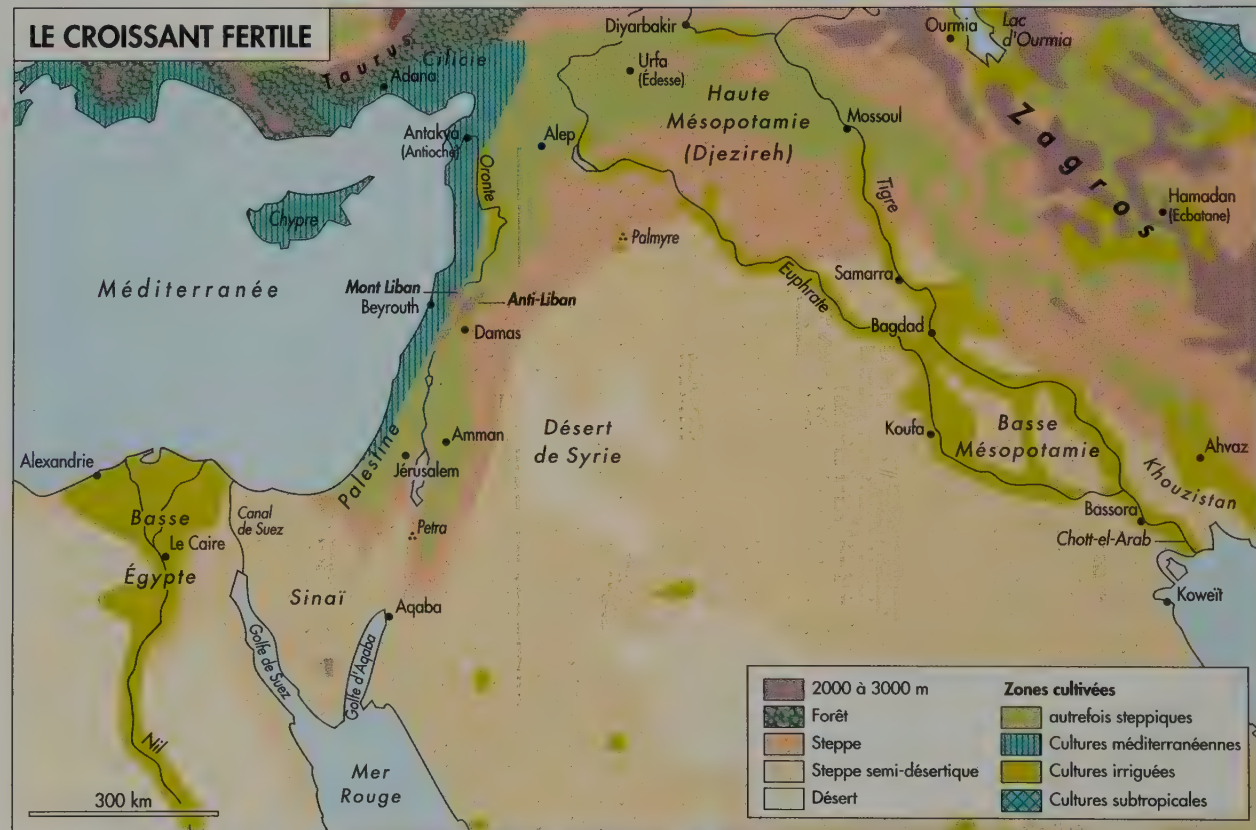 LE CROISSANT FERTILE
Taurus
Cilicie
Adana
Diyarbakir
Urfa
(Édesse)
Ourmia
Lac
d'Ourmia
Haute
Mésopotamie
(Djezireh)
Mossoul
Zagros
Antakya
(Antioche)
Alep
Oronte
Tigre
Hamadan
(Ecbatane)
Chypre
Palmyre
Méditerranée
Mont Liban
Beyrouth
Anti-Liban
Euphrate
Samarra
Damas
Bagdad
Amman
Désert
de Syrie
Koufa
Basse
Mésopotamie
Ahvaz
Alexandrie
Palestine
Jérusalem
Khouzistan
Basse
Égypte
Canal
de Suez
Petra
Bassora
Chott-el-Arab
Le Caire
Sinaï
Aqaba
Koweït
Golfe de Suez
Golfe d'Aqaba
Nil
Mer
Rouge
300 km
2000 à 3000 m
Forêt
Steppe
Steppe semi-désertique
Désert
Zones cultivées
autrefois steppiques
Cultures méditerranéennes
Cultures irriguées
Cultures subtropicales